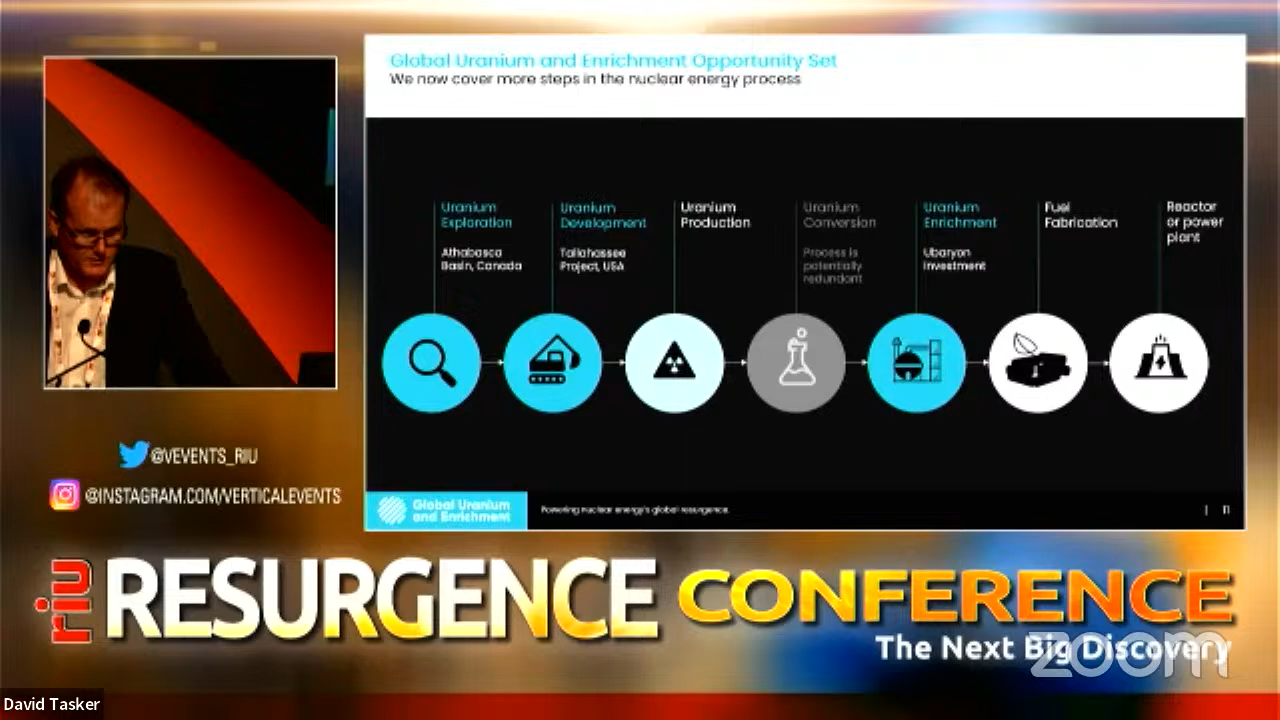 Global Uranium and Enrichment Opportunity Set
We now cover more steps in the nuclear energy process
Uranium
Exploration
Athabasca
Basin, Canada
Uranium
Development
Tallahassee
Project, USA
Uranium
Production
Uranium
Conversion
Process is
potentially
redundant
Uranium
Enrichment
Ubaryon
Investment
Fuel
Fabrication
Reactor
or power
plant
@VEVENTS_RIU
@INSTAGRAM.COM/VERTICALEVENTS
Global Uranium
and Enrichment
Powering nuclear energy's global resurgence.
| 11
riu RESURGENCE CONFERENCE
The Next Big Discovery
zoom
David Tasker